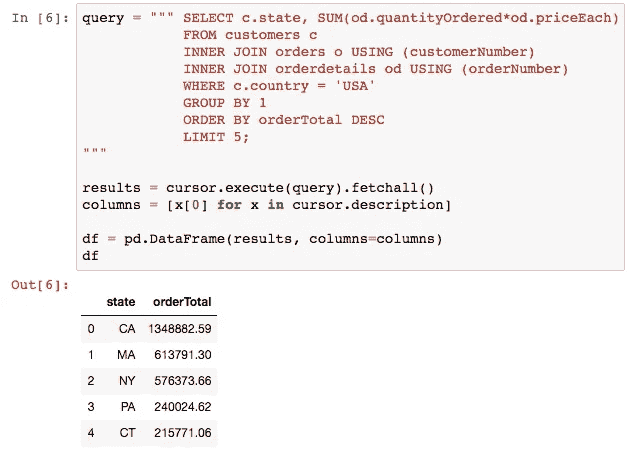 In [6]: query = """ SELECT c.state, SUM(od.quantityOrdered*od.priceEach)
FROM customers c
INNER JOIN orders o USING (customerNumber)
INNER JOIN orderdetails od USING (orderNumber)
WHERE c.country = 'USA'
GROUP BY 1
ORDER BY orderTotal DESC
LIMIT 5;
"""
results = cursor.execute(query).fetchall()
columns = [x[0] for x in cursor.description]
df = pd.DataFrame(results, columns=columns)
df
Out[6]:
state orderTotal
0 CA 1348882.59
1 MA 613791.30
2 NY 576373.66
3 PA 240024.62
4 CT 215771.06